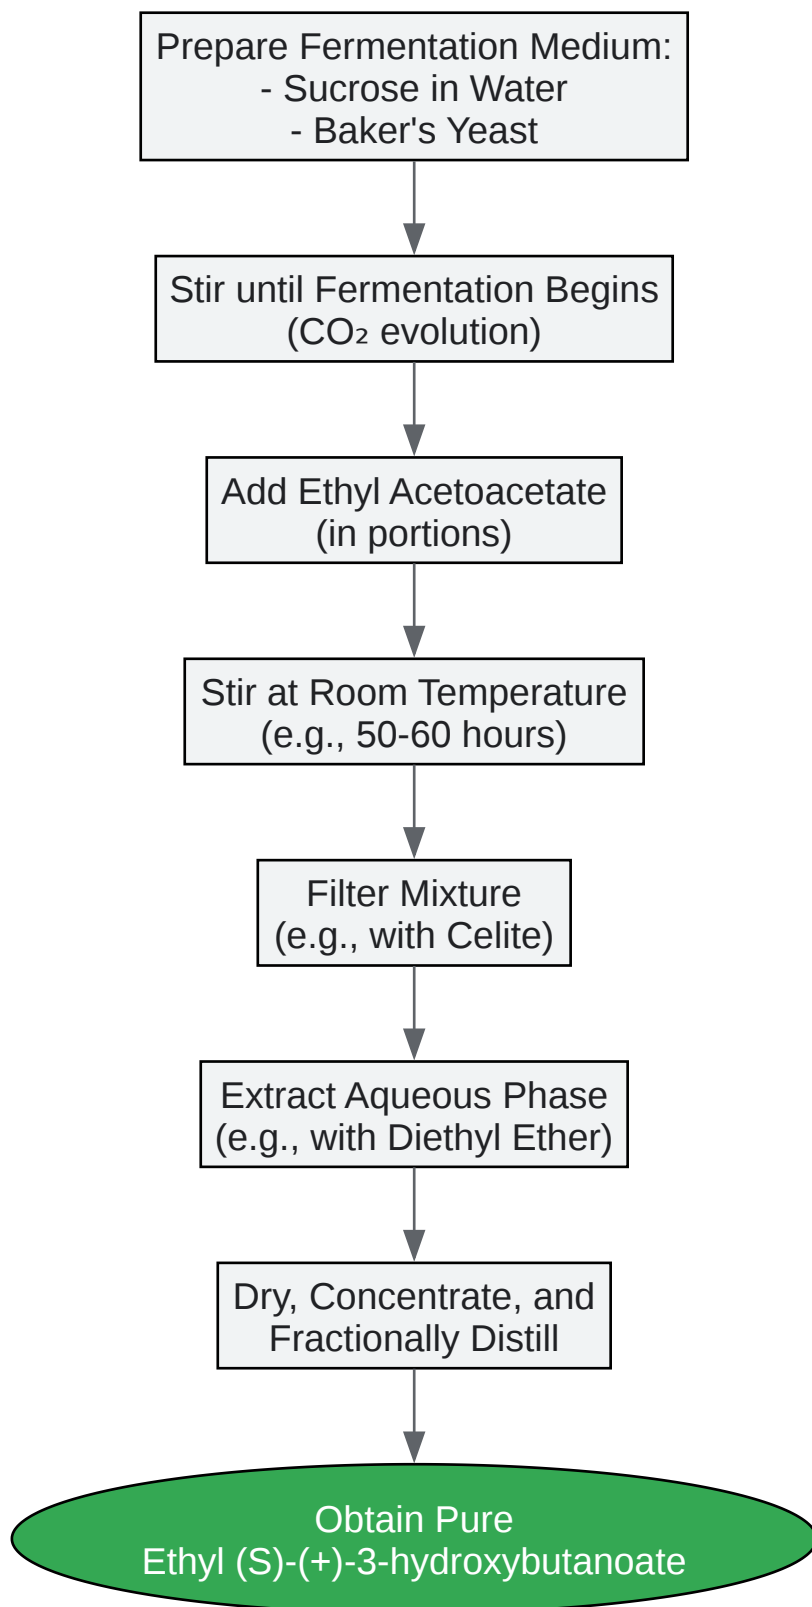 Prepare Fermentation Medium:
- Sucrose in Water
- Baker's Yeast
Stir until Fermentation Begins
(CO₂ evolution)
Add Ethyl Acetoacetate
(in portions)
Stir at Room Temperature
(e.g., 50-60 hours)
Filter Mixture
(e.g., with Celite)
Extract Aqueous Phase
(e.g., with Diethyl Ether)
Dry, Concentrate, and
Fractionally Distill
Obtain Pure
Ethyl (S)-(+)-3-hydroxybutanoate